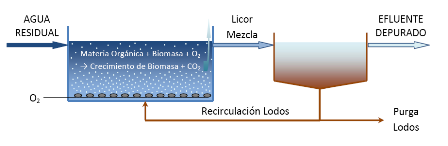 AGUA
RESIDUAL
Materia Orgánica + Biomasa + O₂
→ Crecimiento de Biomasa + CO₂
O₂
Licor
Mezcla
EFLUENTE
DEPURADO
Recirculación Lodos
Purga
Lodos